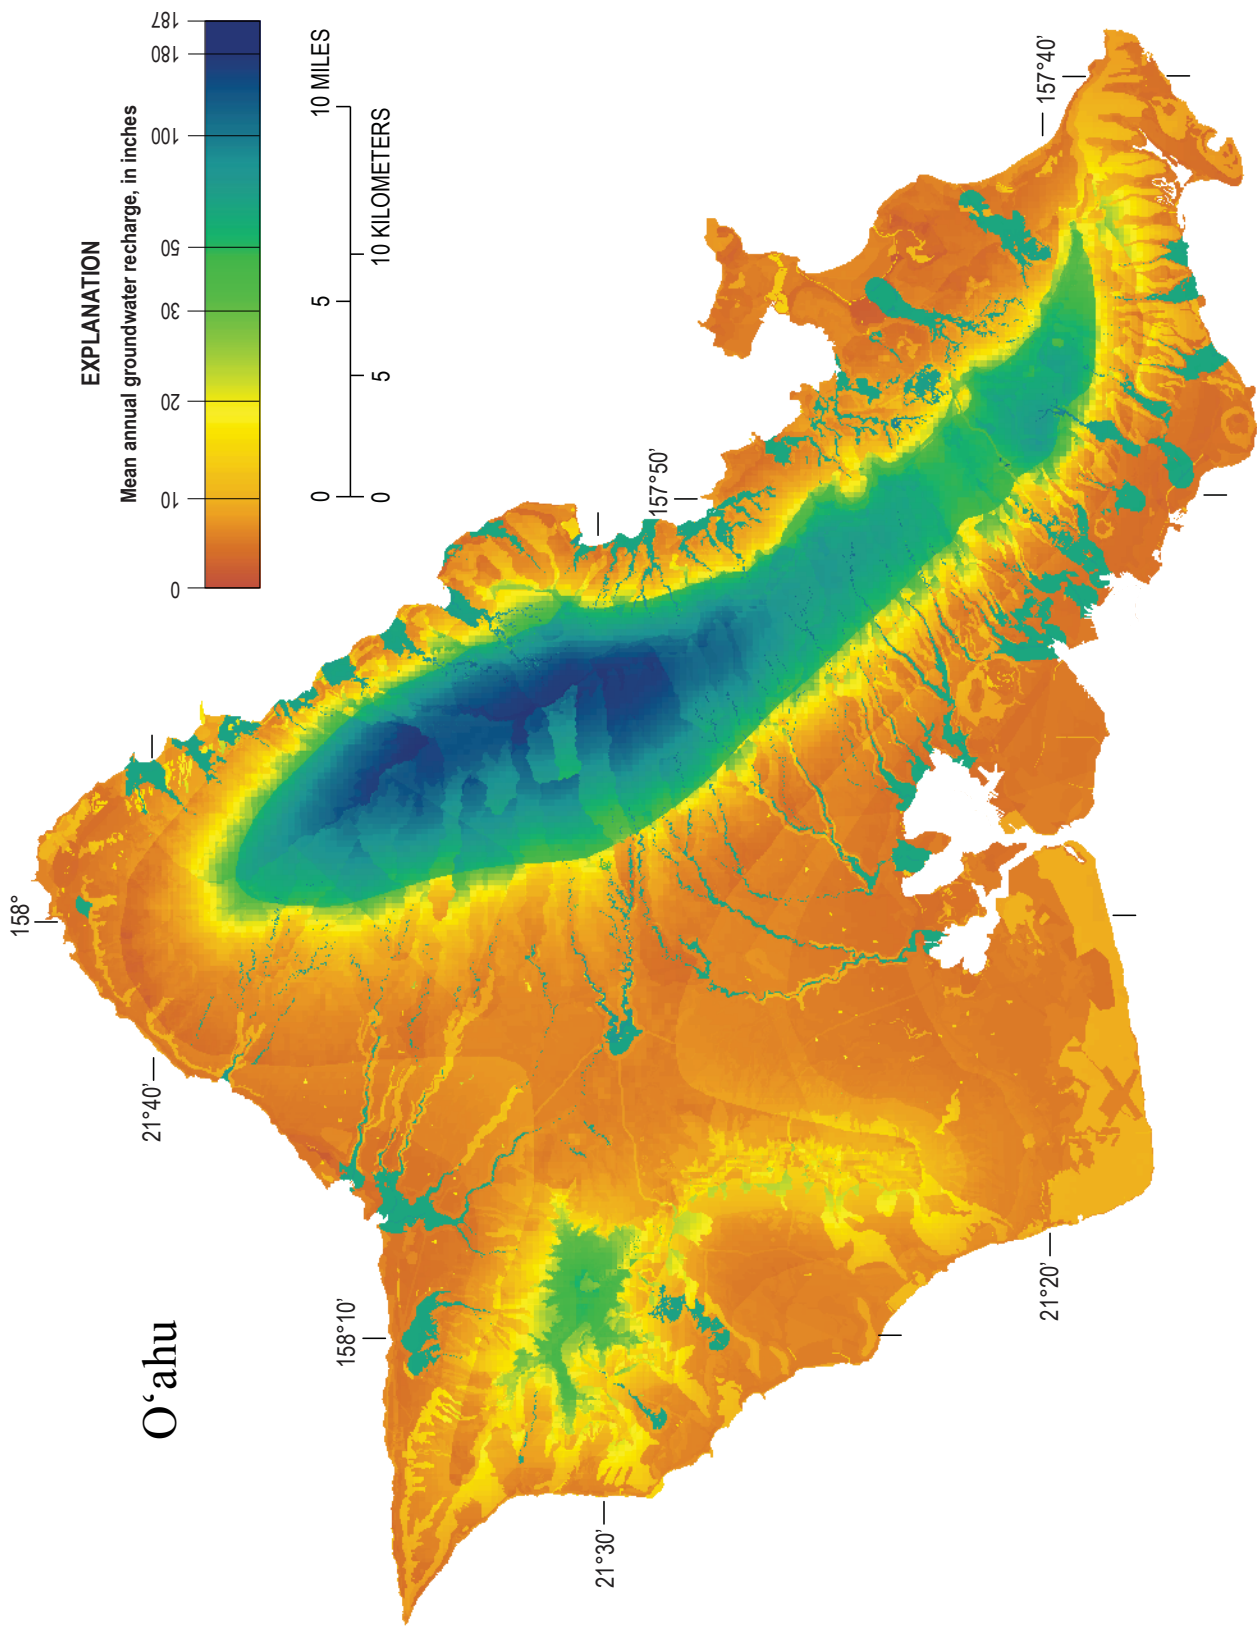 Oʻahu
EXPLANATION
Mean annual groundwater recharge, in inches
0 10 20 30 50 100 180 187
0 5 10 MILES
0 5 10 KILOMETERS
158°10'
158°
157°50'
157°40'
21°40'
21°30'
21°20'